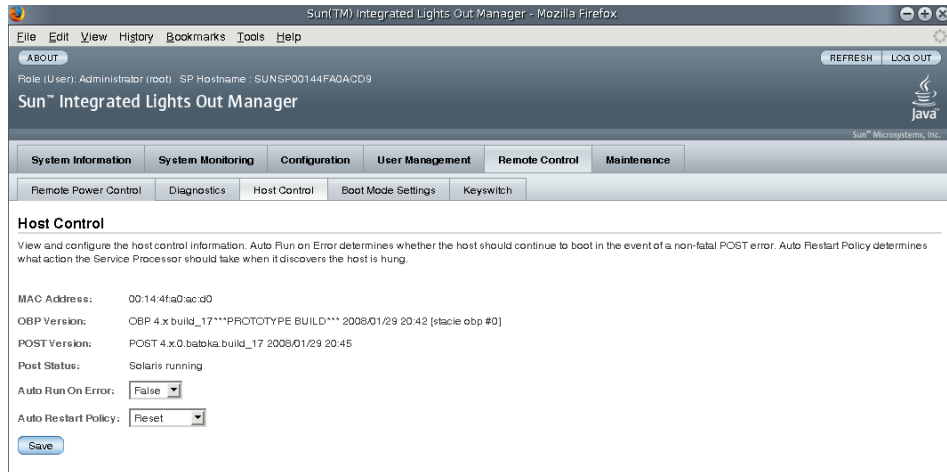 Sun(TM) Integrated Lights Out Manager - Mozilla Firefox
File Edit View History Bookmarks Tools Help
ABOUT REFRESH LOG OUT
Role (User): Administrator (root) SP Hostname : SUNSP00144FA0ACD9
Sun™ Integrated Lights Out Manager
Java™
Sun™ Microsystems, Inc.
System Information System Monitoring Configuration User Management Remote Control Maintenance
Remote Power Control Diagnostics Host Control Boot Mode Settings Keyswitch
Host Control
View and configure the host control information. Auto Run on Error determines whether the host should continue to boot in the event of a non-fatal POST error. Auto Restart Policy determines
what action the Service Processor should take when it discovers the host is hung.
MAC Address: 00:14:4f:a0:ac:d0
OBP Version: OBP 4.x build_17***PROTOTYPE BUILD*** 2008/01/29 20:42 [stacie obp #0]
POST Version: POST 4.x.0.batoka.build_17 2008/01/29 20:45
Post Status: Solaris running
Auto Run On Error: False
Auto Restart Policy: Reset
Save